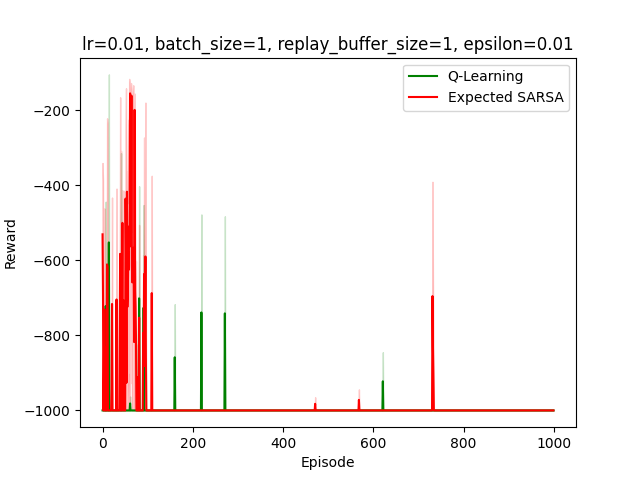 lr=0.01, batch_size=1, replay_buffer_size=1, epsilon=0.01
Q-Learning
Expected SARSA
Reward
−200
−400
−600
−800
−1000
0 200 400 600 800 1000
Episode